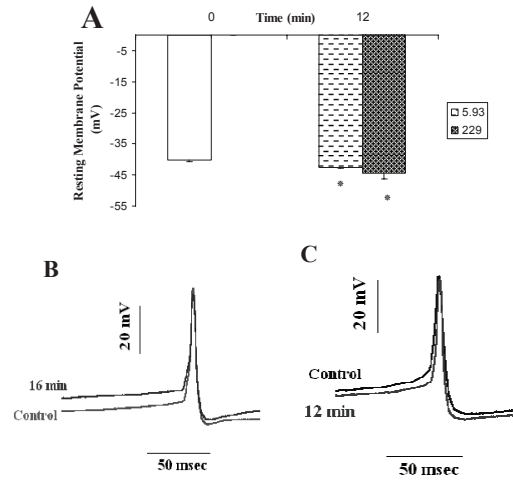 A
0 Time (min) 12
Resting Membrane Potential
(mV)
-5
-15
-25
-35
-45
-55
*
*
5.93
229
B
20 mV
16 min
Control
50 msec
C
20 mV
Control
12 min
50 msec